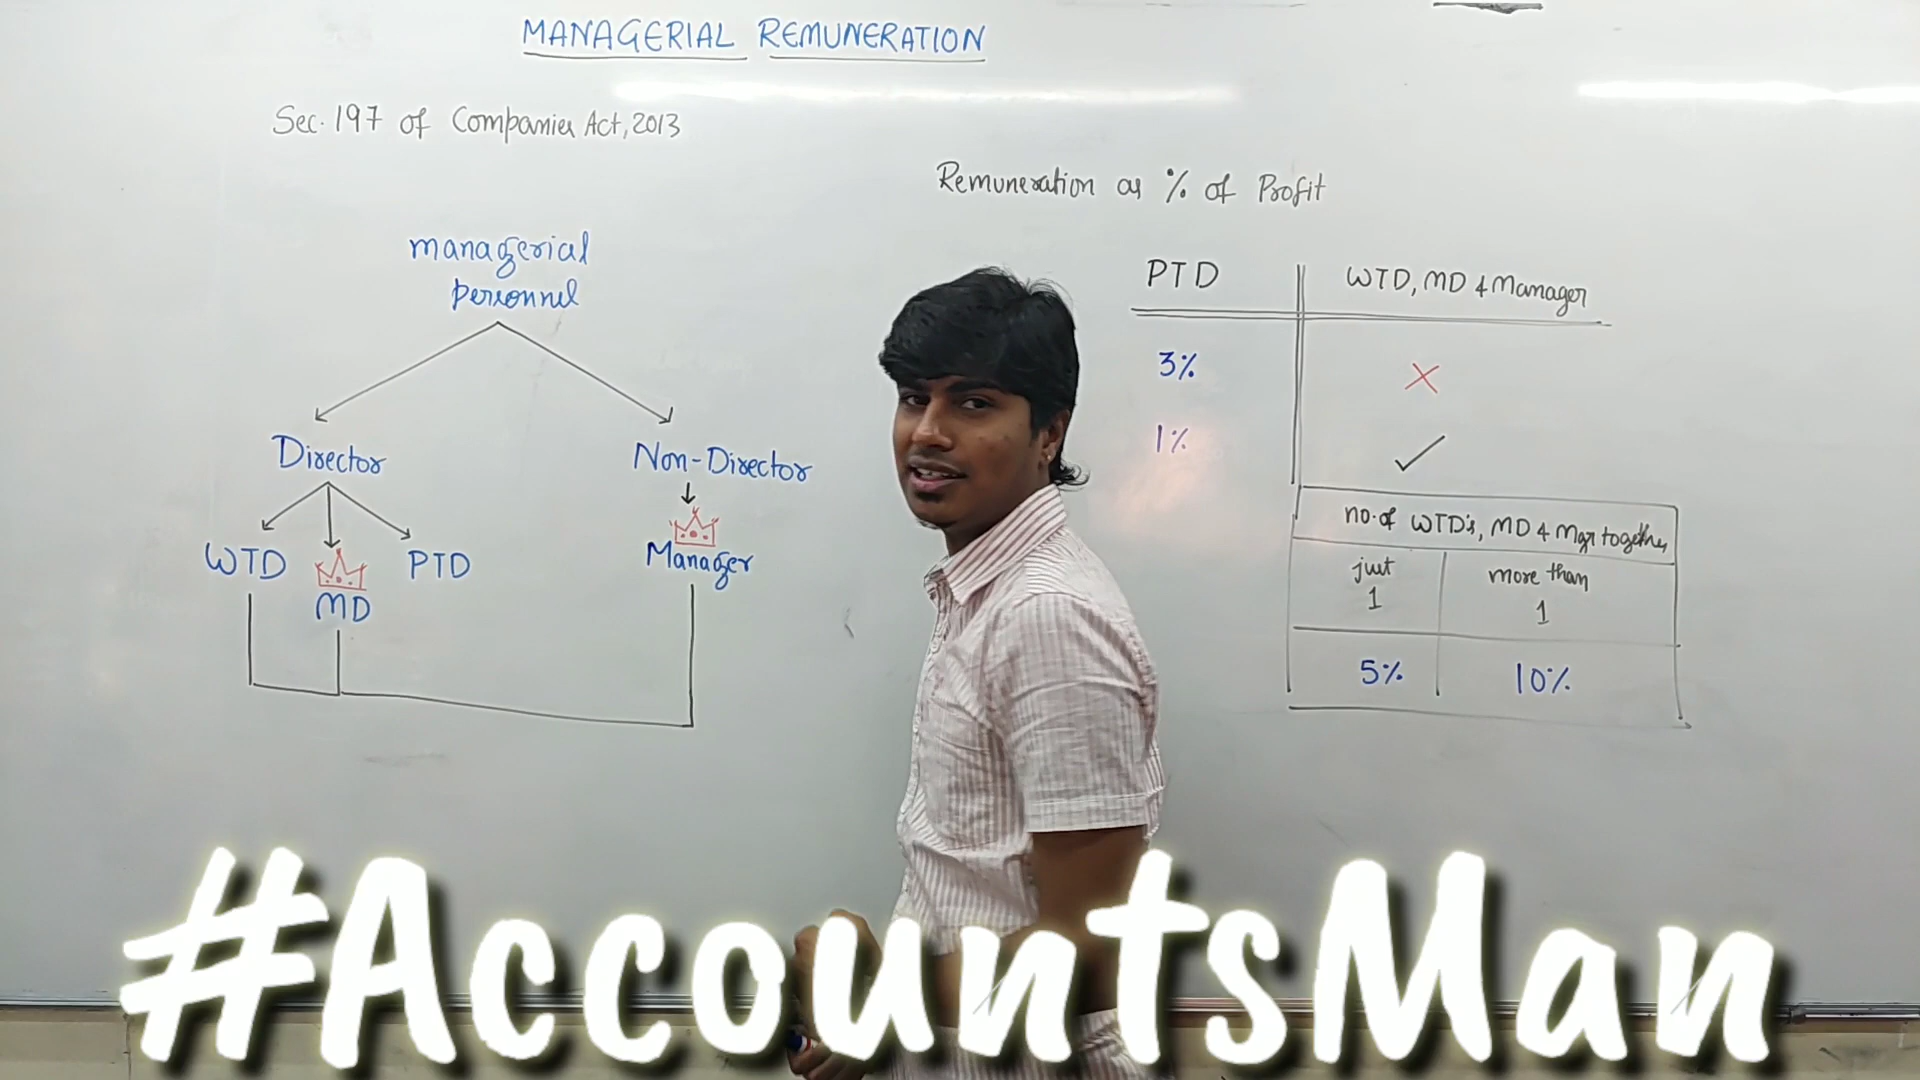 MANAGERIAL REMUNERATION
Sec. 197 of Companies Act, 2013
managerial
personnel
Director
Non-Director
WTD
MD
PTD
Manager
Remuneration as % of Profit
PTD
WTD, MD & Manager
3%
1%
no. of WTD's, MD & Mgr together
just
1
more than
1
5%
10%
#AccountsMan